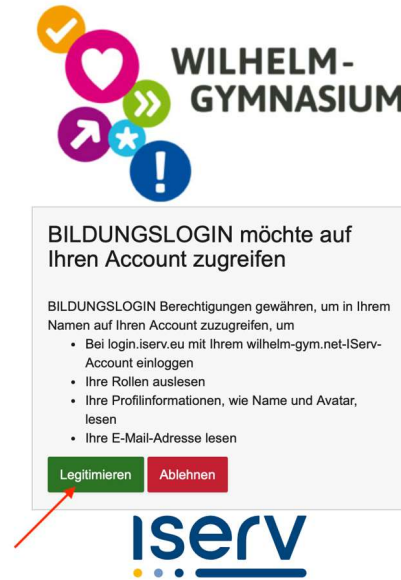 WILHELM-
GYMNASIUM
BILDUNGSLOGIN möchte auf
Ihren Account zugreifen
BILDUNGSLOGIN Berechtigungen gewähren, um in Ihrem
Namen auf Ihren Account zuzugreifen, um
• Bei login.iserv.eu mit Ihrem wilhelm-gym.net-IServ-
Account einloggen
• Ihre Rollen auslesen
• Ihre Profilinformationen, wie Name und Avatar,
lesen
• Ihre E-Mail-Adresse lesen
Legitimieren Ablehnen
ıserv